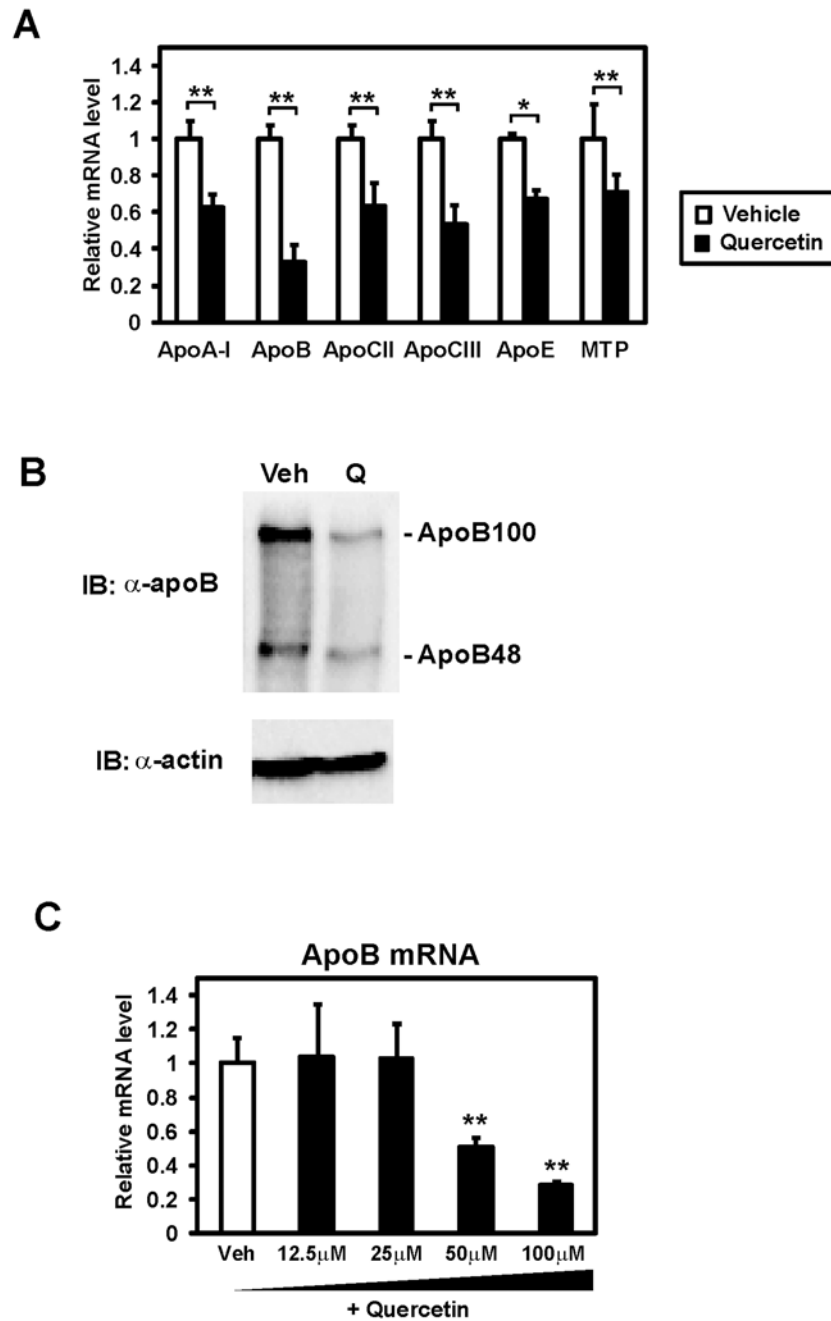 A
1.4
1.2
1
0.8
0.6
0.4
0.2
0
Relative mRNA level
** ** ** ** * **
ApoA-I ApoB ApoCII ApoCIII ApoE MTP
Vehicle
Quercetin
B
Veh Q
- ApoB100
IB: α-apoB
- ApoB48
IB: α-actin
C
ApoB mRNA
1.4
1.2
1
0.8
0.6
0.4
0.2
0
Relative mRNA level
** **
Veh 12.5μM 25μM 50μM 100μM
+ Quercetin